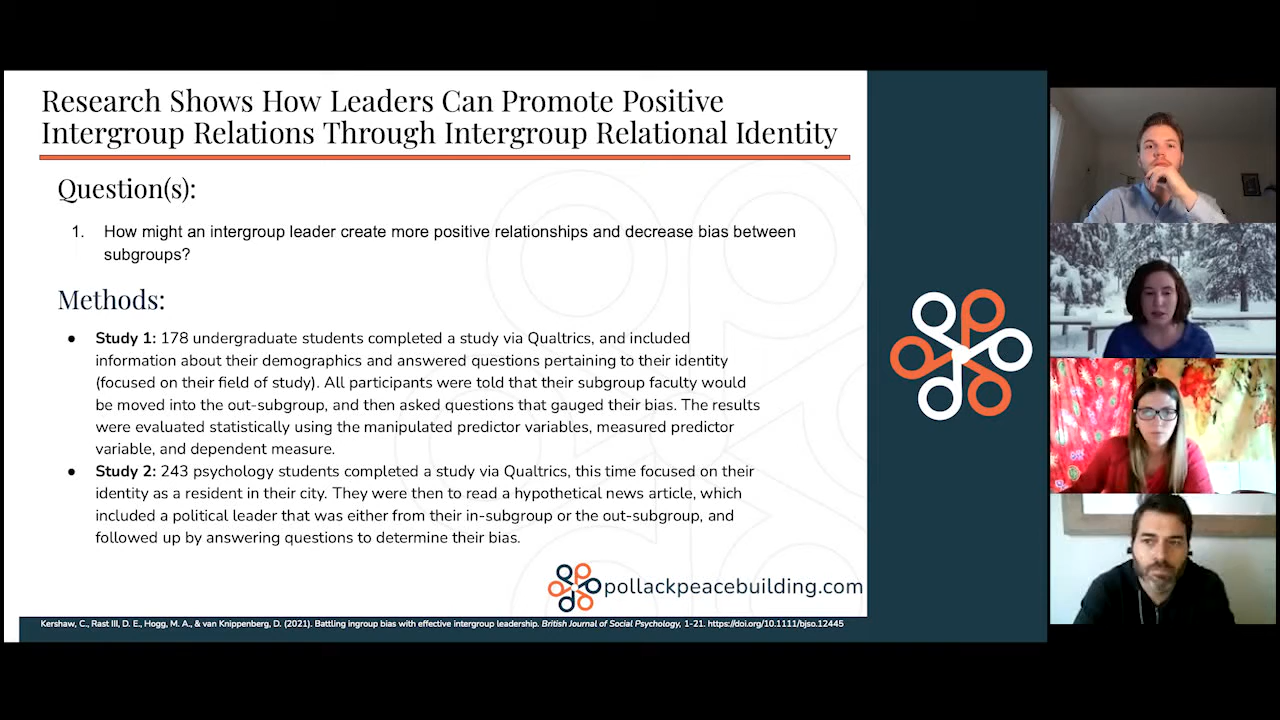 Research Shows How Leaders Can Promote Positive
Intergroup Relations Through Intergroup Relational Identity
Question(s):
1. How might an intergroup leader create more positive relationships and decrease bias between
subgroups?
Methods:
● Study 1: 178 undergraduate students completed a study via Qualtrics, and included
information about their demographics and answered questions pertaining to their identity
(focused on their field of study). All participants were told that their subgroup faculty would
be moved into the out-subgroup, and then asked questions that gauged their bias. The results
were evaluated statistically using the manipulated predictor variables, measured predictor
variable, and dependent measure.
● Study 2: 243 psychology students completed a study via Qualtrics, this time focused on their
identity as a resident in their city. They were then to read a hypothetical news article, which
included a political leader that was either from their in-subgroup or the out-subgroup, and
followed up by answering questions to determine their bias.
pollackpeacebuilding.com
Kershaw, C., Rast III, D. E., Hogg, M. A., & van Knippenberg, D. (2021). Battling ingroup bias with effective intergroup leadership. British Journal of Social Psychology, 1-21. https://doi.org/10.1111/bjso.12445